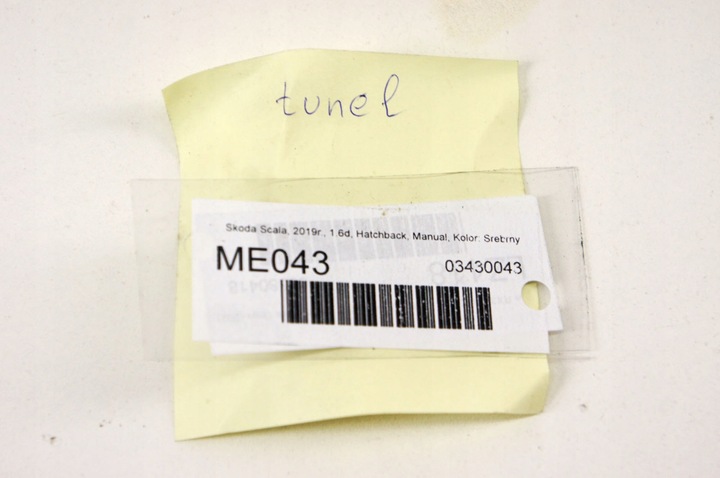 tunel
Skoda Scala, 2019r., 1.6d, Hatchback, Manual, Kolor: Srebrny
ME043
03430043